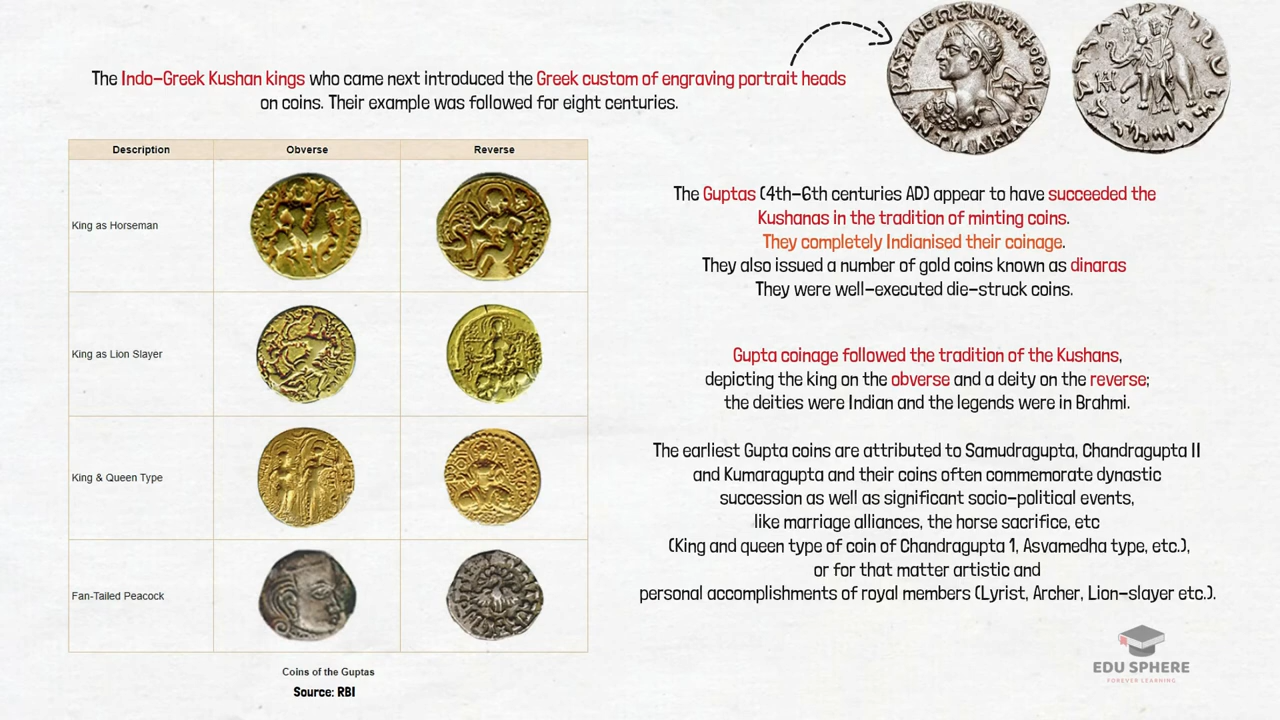 The Indo-Greek Kushan kings who came next introduced the Greek custom of engraving portrait heads
on coins. Their example was followed for eight centuries.
Description Obverse Reverse
King as Horseman
King as Lion Slayer
King & Queen Type
Fan-Tailed Peacock
Coins of the Guptas
Source: RBI
The Guptas (4th-6th centuries AD) appear to have succeeded the
Kushanas in the tradition of minting coins.
They completely Indianised their coinage.
They also issued a number of gold coins known as dinaras
They were well-executed die-struck coins.
Gupta coinage followed the tradition of the Kushans,
depicting the king on the obverse and a deity on the reverse;
the deities were Indian and the legends were in Brahmi.
The earliest Gupta coins are attributed to Samudragupta, Chandragupta II
and Kumaragupta and their coins often commemorate dynastic
succession as well as significant socio-political events,
like marriage alliances, the horse sacrifice, etc
(King and queen type of coin of Chandragupta 1, Asvamedha type, etc.),
or for that matter artistic and
personal accomplishments of royal members (Lyrist, Archer, Lion-slayer etc.).
EDU SPHERE
FOREVER LEARNING